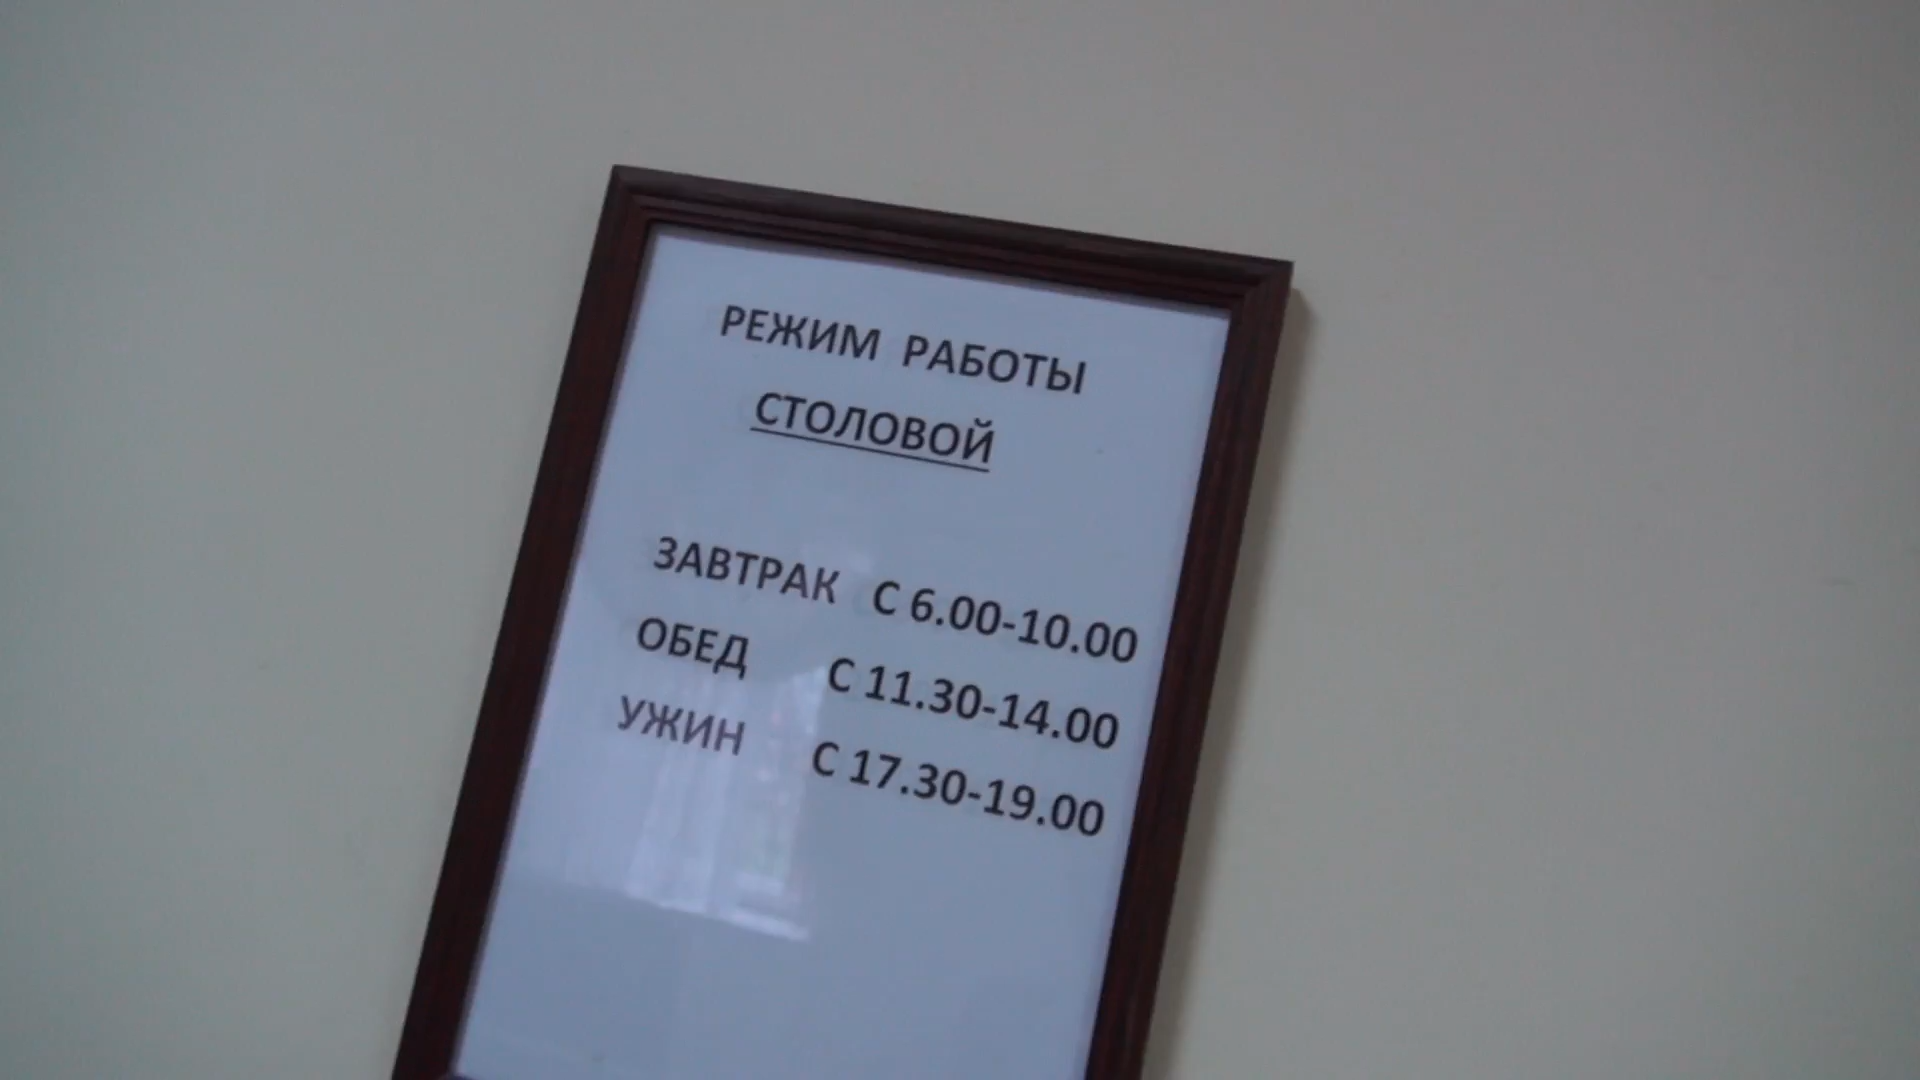 РЕЖИМ РАБОТЫ
СТОЛОВОЙ
ЗАВТРАК С 6.00-10.00
ОБЕД С 11.30-14.00
УЖИН С 17.30-19.00